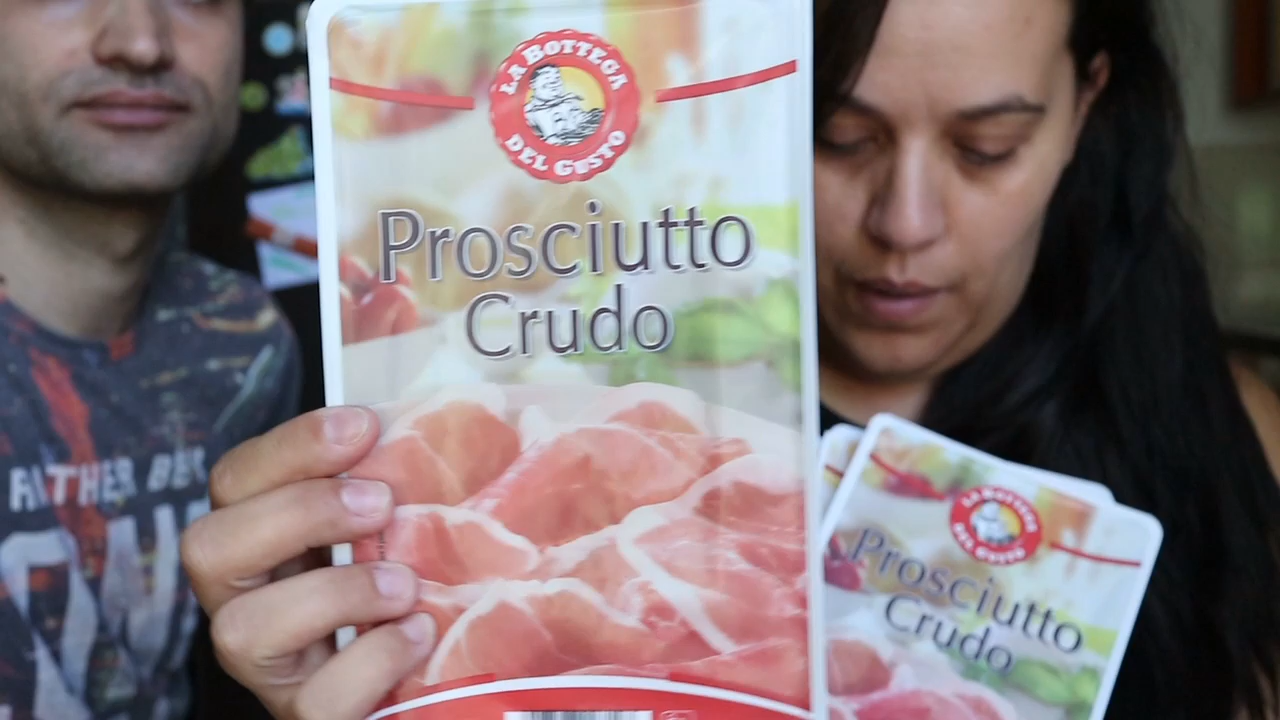 LA BOTTEGA
DEL GUSTO
Prosciutto
Crudo
LA BOTTEGA
DEL GUSTO
Prosciutto
Crudo